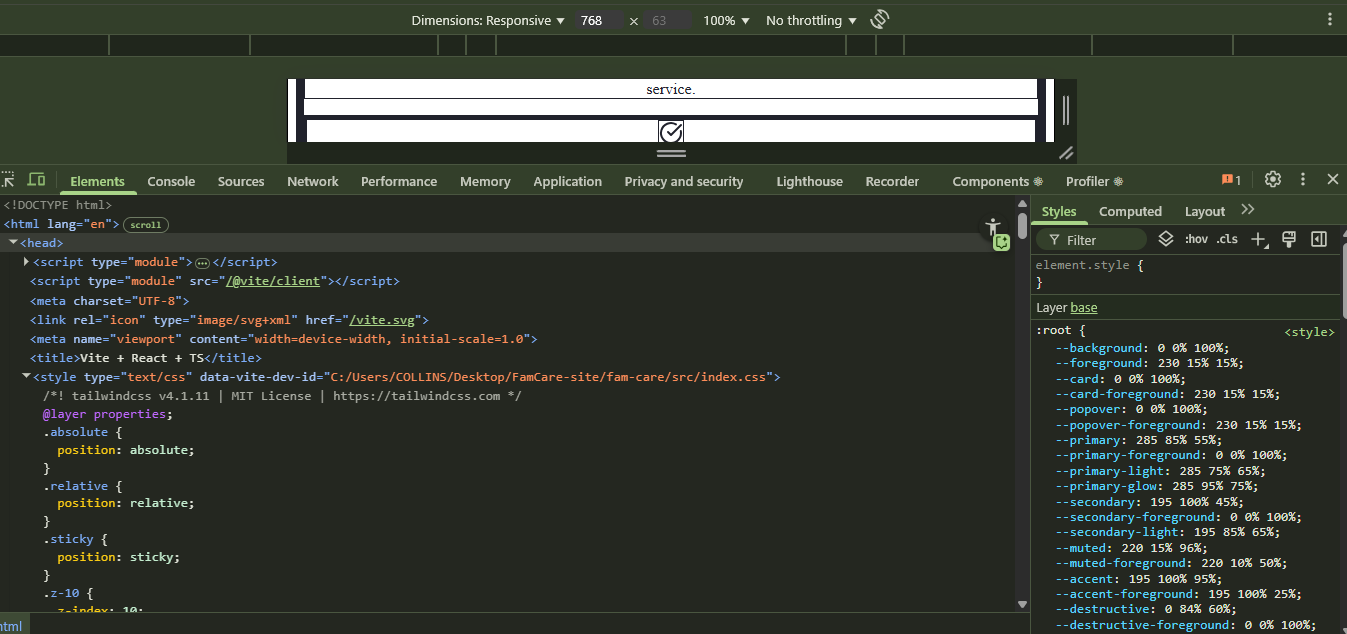 Dimensions: Responsive ▼ 768 × 63 100% ▼ No throttling ▼
service.
Elements Console Sources Network Performance Memory Application Privacy and security Lighthouse Recorder Components Profiler 1
<!DOCTYPE html>
<html lang="en"> scroll
<head>
<script type="module"> … </script>
<script type="module" src="/@vite/client"></script>
<meta charset="UTF-8">
<link rel="icon" type="image/svg+xml" href="/vite.svg">
<meta name="viewport" content="width=device-width, initial-scale=1.0">
<title>Vite + React + TS</title>
<style type="text/css" data-vite-dev-id="C:/Users/COLLINS/Desktop/FamCare-site/fam-care/src/index.css">
/*! tailwindcss v4.1.11 | MIT License | https://tailwindcss.com */
@layer properties;
.absolute {
position: absolute;
}
.relative {
position: relative;
}
.sticky {
position: sticky;
}
.z-10 {
z-index: 10;
html
Styles Computed Layout
Filter :hov .cls
element.style {
}
Layer base
:root { <style>
--background: 0 0% 100%;
--foreground: 230 15% 15%;
--card: 0 0% 100%;
--card-foreground: 230 15% 15%;
--popover: 0 0% 100%;
--popover-foreground: 230 15% 15%;
--primary: 285 85% 55%;
--primary-foreground: 0 0% 100%;
--primary-light: 285 75% 65%;
--primary-glow: 285 95% 75%;
--secondary: 195 100% 45%;
--secondary-foreground: 0 0% 100%;
--secondary-light: 195 85% 65%;
--muted: 220 15% 96%;
--muted-foreground: 220 10% 50%;
--accent: 195 100% 95%;
--accent-foreground: 195 100% 25%;
--destructive: 0 84% 60%;
--destructive-foreground: 0 0% 100%;